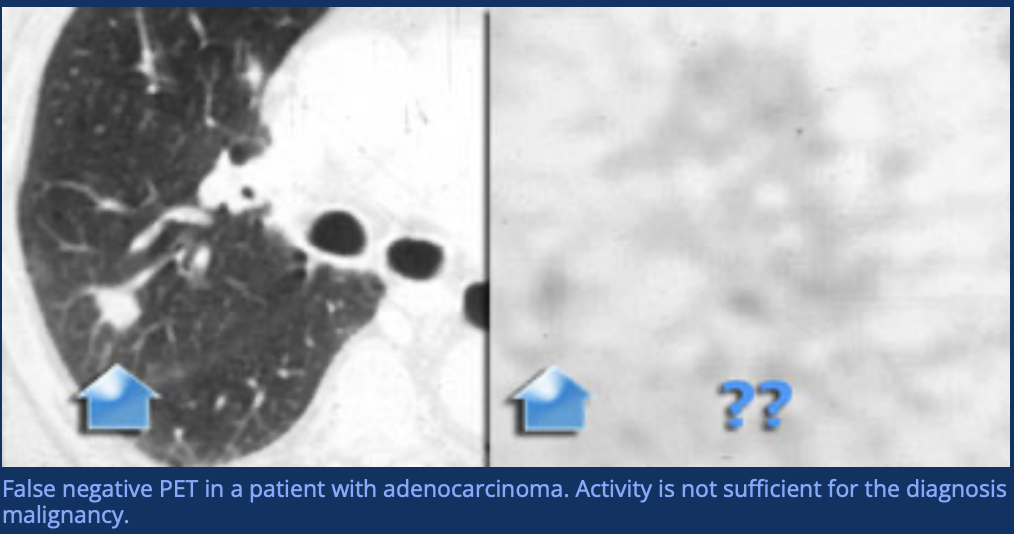 ??
False negative PET in a patient with adenocarcinoma. Activity is not sufficient for the diagnosis
malignancy.